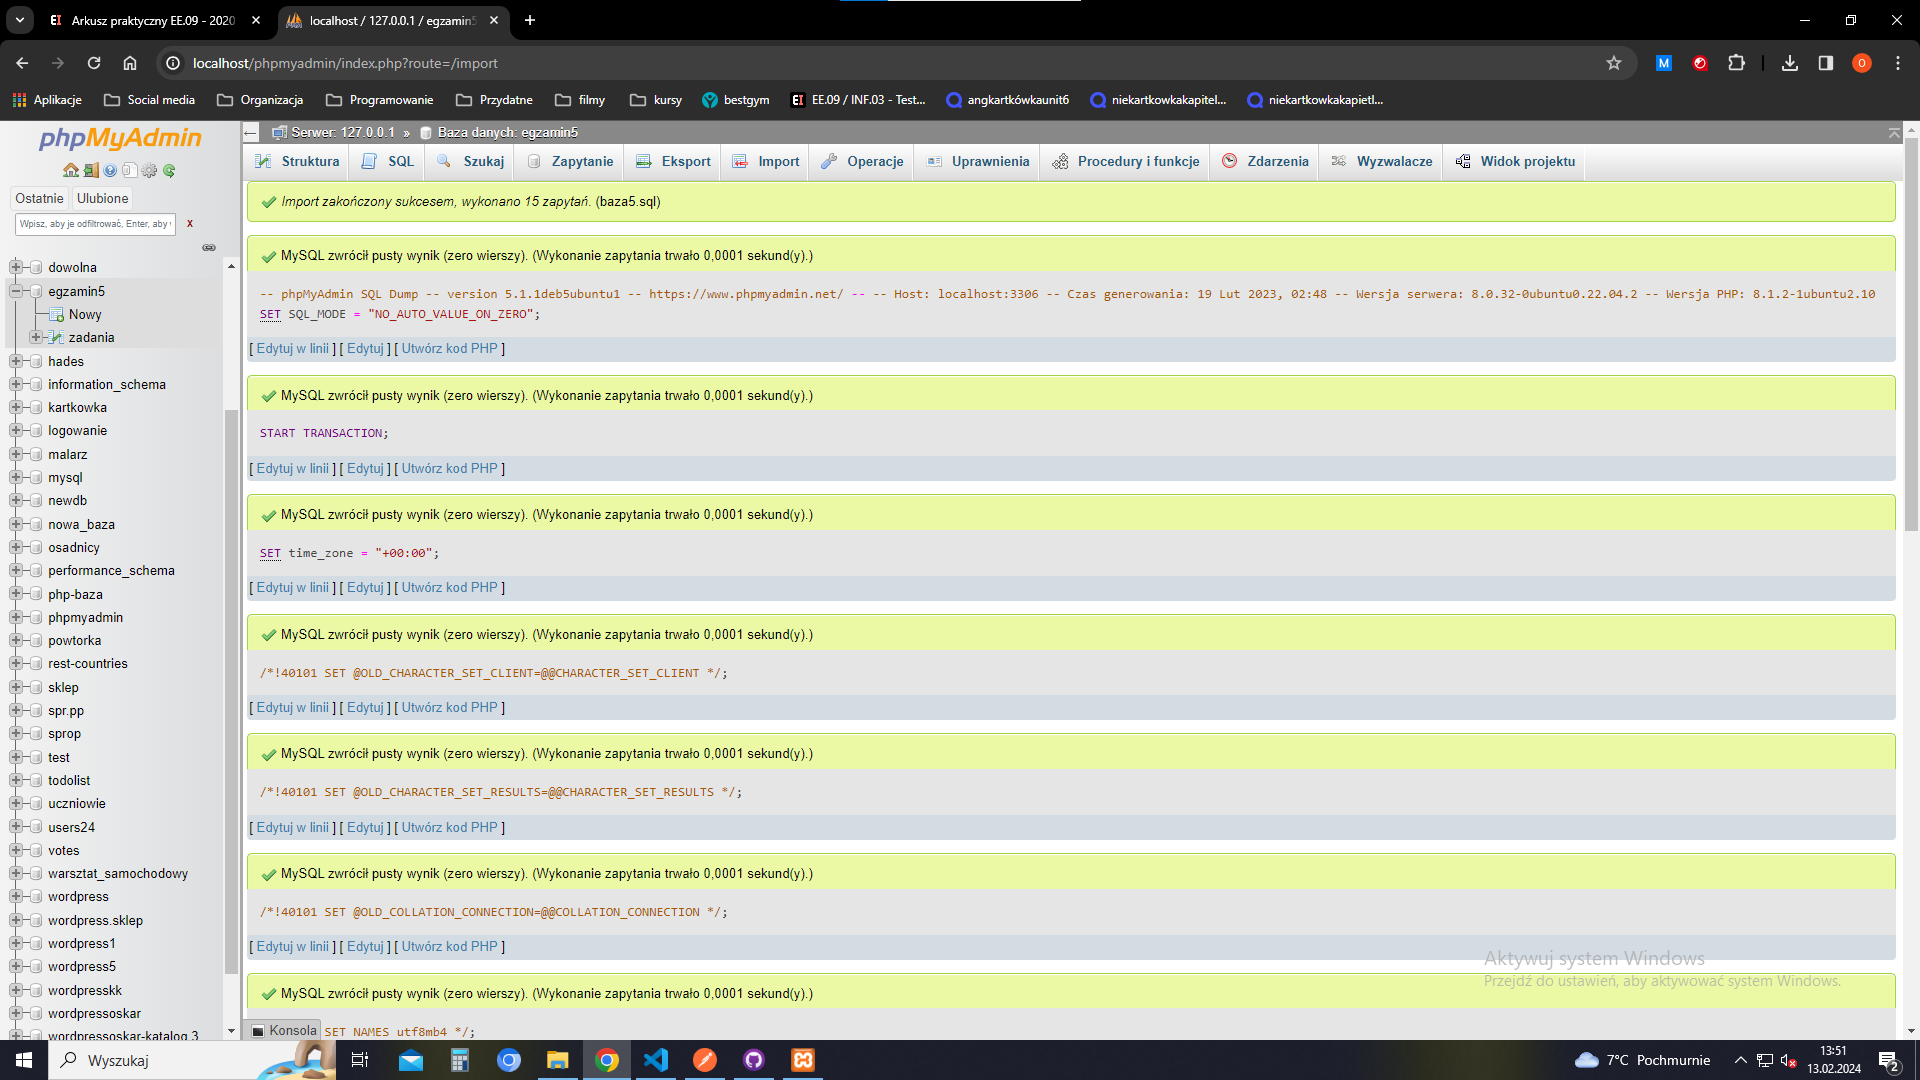 Arkusz praktyczny EE.09 - 2020
localhost / 127.0.0.1 / egzamin5
localhost/phpmyadmin/index.php?route=/import
M
O
Aplikacje
Social media
Organizacja
Programowanie
Przydatne
filmy
kursy
bestgym
EE.09 / INF.03 - Test...
angkartkówkaunit6
niekartkowkakapitel...
niekartkowkakapietl...
phpMyAdmin
Ostatnie
Ulubione
Wpisz, aby je odfiltrować, Enter, aby
X
dowolna
egzamin5
Nowy
zadania
hades
information_schema
kartkowka
logowanie
malarz
mysql
newdb
nowa_baza
osadnicy
performance_schema
php-baza
phpmyadmin
powtorka
rest-countries
sklep
spr.pp
sprop
test
todolist
uczniowie
users24
votes
warsztat_samochodowy
wordpress
wordpress.sklep
wordpress1
wordpress5
wordpresskk
wordpressoskar
wordpressoskar-katalog 3
Serwer: 127.0.0.1 » Baza danych: egzamin5
Struktura
SQL
Szukaj
Zapytanie
Eksport
Import
Operacje
Uprawnienia
Procedury i funkcje
Zdarzenia
Wyzwalacze
Widok projektu
Import zakończony sukcesem, wykonano 15 zapytań. (baza5.sql)
MySQL zwrócił pusty wynik (zero wierszy). (Wykonanie zapytania trwało 0,0001 sekund(y).)
-- phpMyAdmin SQL Dump -- version 5.1.1deb5ubuntu1 -- https://www.phpmyadmin.net/ -- -- Host: localhost:3306 -- Czas generowania: 19 Lut 2023, 02:48 -- Wersja serwera: 8.0.32-0ubuntu0.22.04.2 -- Wersja PHP: 8.1.2-1ubuntu2.10
SET SQL_MODE = "NO_AUTO_VALUE_ON_ZERO";
[ Edytuj w linii ] [ Edytuj ] [ Utwórz kod PHP ]
MySQL zwrócił pusty wynik (zero wierszy). (Wykonanie zapytania trwało 0,0001 sekund(y).)
START TRANSACTION;
[ Edytuj w linii ] [ Edytuj ] [ Utwórz kod PHP ]
MySQL zwrócił pusty wynik (zero wierszy). (Wykonanie zapytania trwało 0,0001 sekund(y).)
SET time_zone = "+00:00";
[ Edytuj w linii ] [ Edytuj ] [ Utwórz kod PHP ]
MySQL zwrócił pusty wynik (zero wierszy). (Wykonanie zapytania trwało 0,0001 sekund(y).)
/*!40101 SET @OLD_CHARACTER_SET_CLIENT=@@CHARACTER_SET_CLIENT */;
[ Edytuj w linii ] [ Edytuj ] [ Utwórz kod PHP ]
MySQL zwrócił pusty wynik (zero wierszy). (Wykonanie zapytania trwało 0,0001 sekund(y).)
/*!40101 SET @OLD_CHARACTER_SET_RESULTS=@@CHARACTER_SET_RESULTS */;
[ Edytuj w linii ] [ Edytuj ] [ Utwórz kod PHP ]
MySQL zwrócił pusty wynik (zero wierszy). (Wykonanie zapytania trwało 0,0001 sekund(y).)
/*!40101 SET @OLD_COLLATION_CONNECTION=@@COLLATION_CONNECTION */;
[ Edytuj w linii ] [ Edytuj ] [ Utwórz kod PHP ]
MySQL zwrócił pusty wynik (zero wierszy). (Wykonanie zapytania trwało 0,0001 sekund(y).)
Konsola
SET NAMES utf8mb4 */;
Aktywuj system Windows
Przejdź do ustawień, aby aktywować system Windows.
Wyszukaj
7°C Pochmurnie
13:51
13.02.2024
2